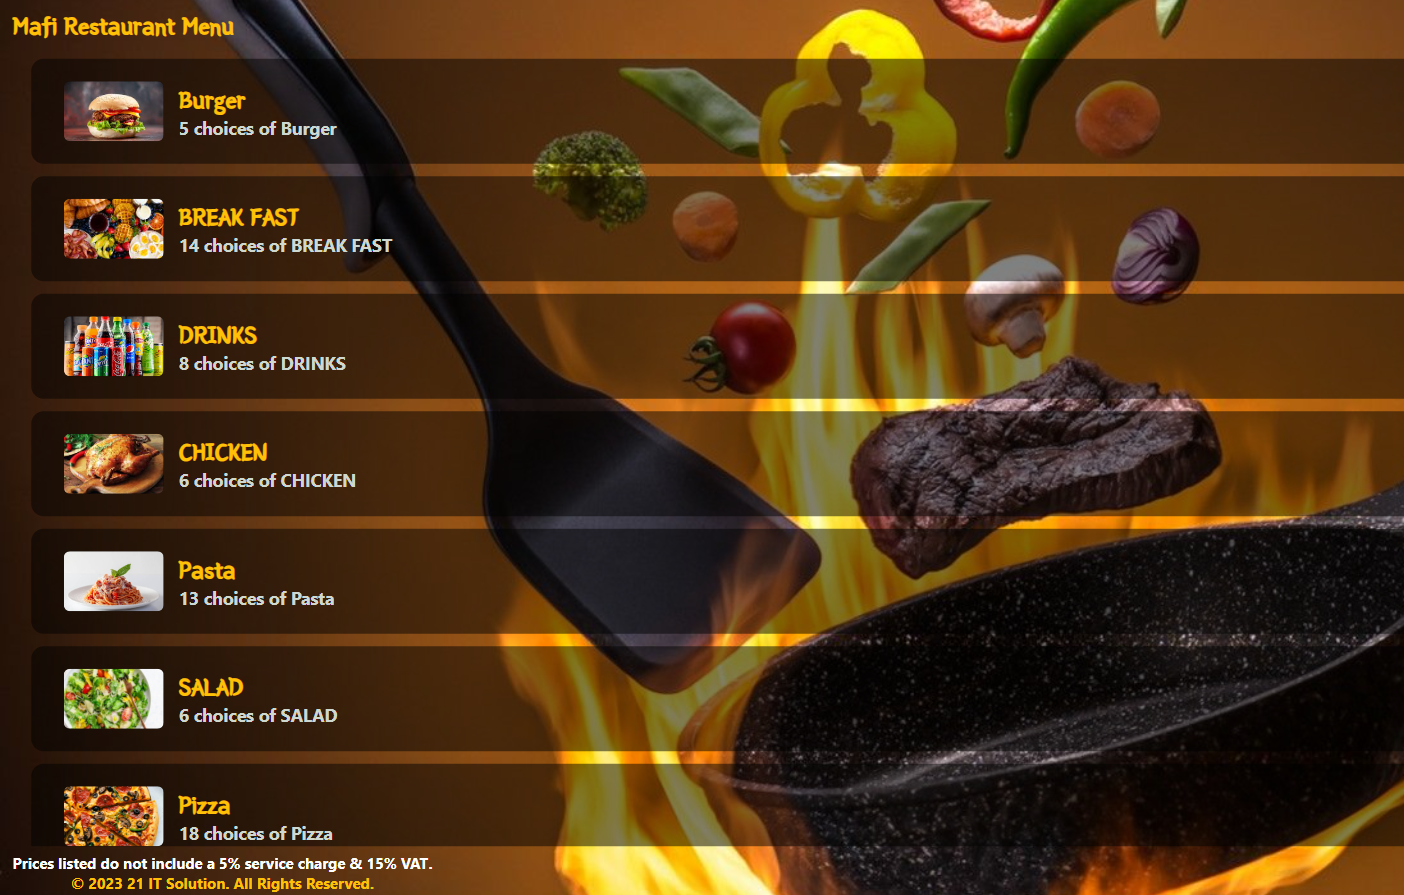 Mafi Restaurant Menu
Burger
5 choices of Burger
BREAK FAST
14 choices of BREAK FAST
DRINKS
8 choices of DRINKS
CHICKEN
6 choices of CHICKEN
Pasta
13 choices of Pasta
SALAD
6 choices of SALAD
Pizza
18 choices of Pizza
Prices listed do not include a 5% service charge & 15% VAT.
© 2023 21 IT Solution. All Rights Reserved.